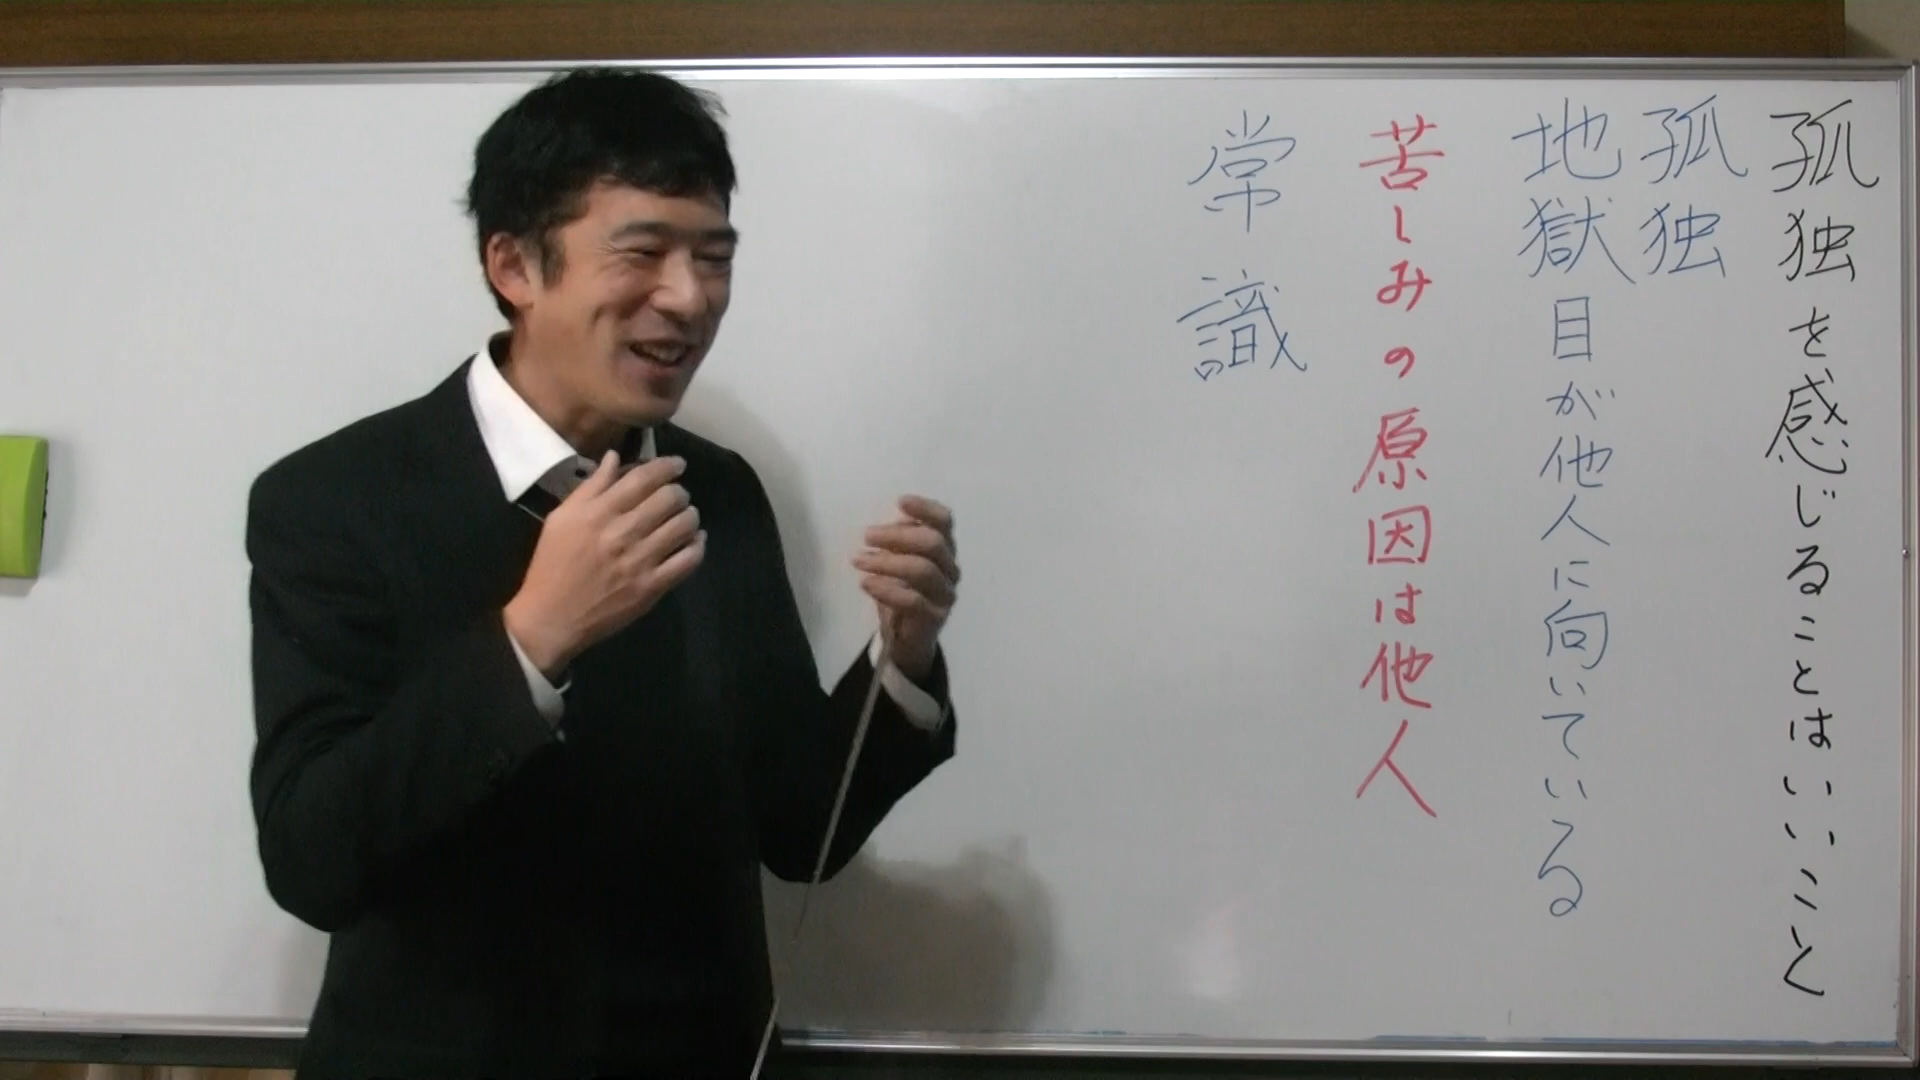 孤独を感じることはいいこと
孤独
地獄目が他人に向いている
苦しみの原因は他人
常識